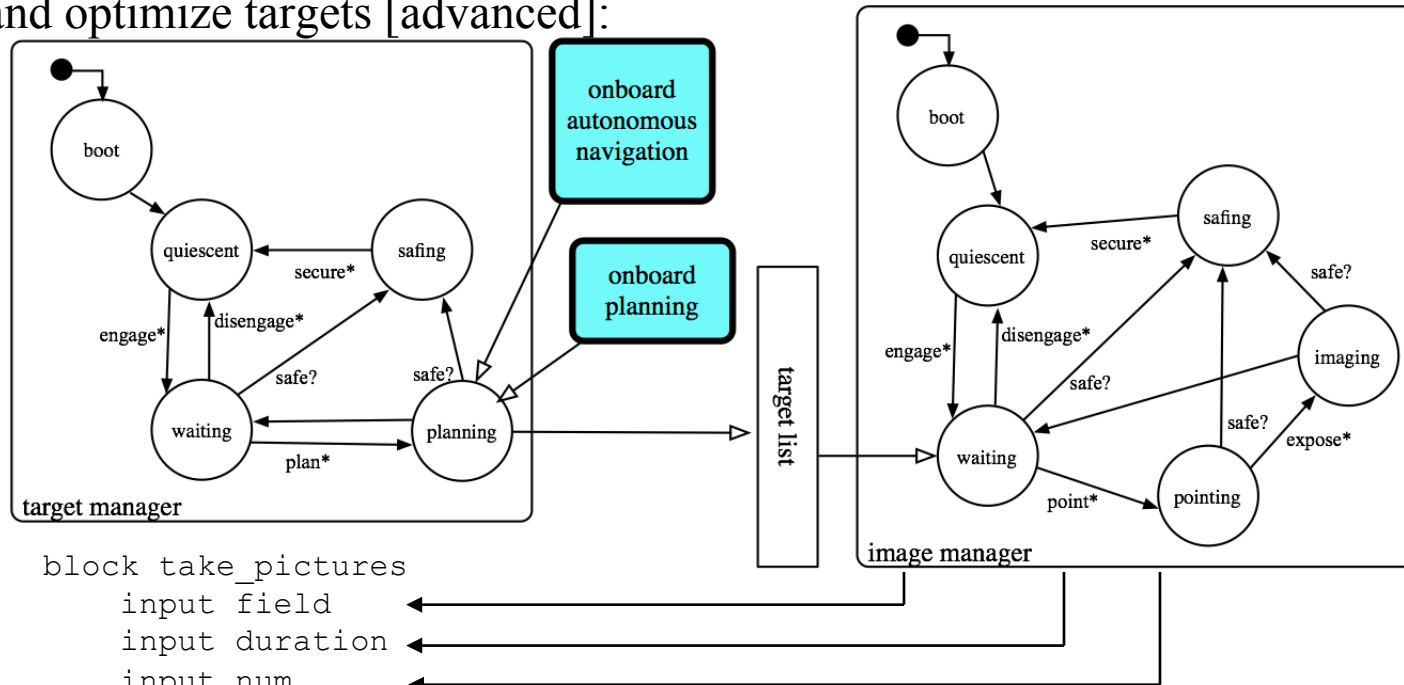 and optimize targets [advanced]:
boot
quiescent
safing
secure*
engage*
disengage*
safe?
safe?
waiting
planning
plan*
target manager
onboard
autonomous
navigation
onboard
planning
target list
boot
quiescent
safing
secure*
safe?
engage*
disengage*
imaging
safe?
safe?
expose*
waiting
point*
pointing
image manager
block take_pictures
input field
input duration
input num